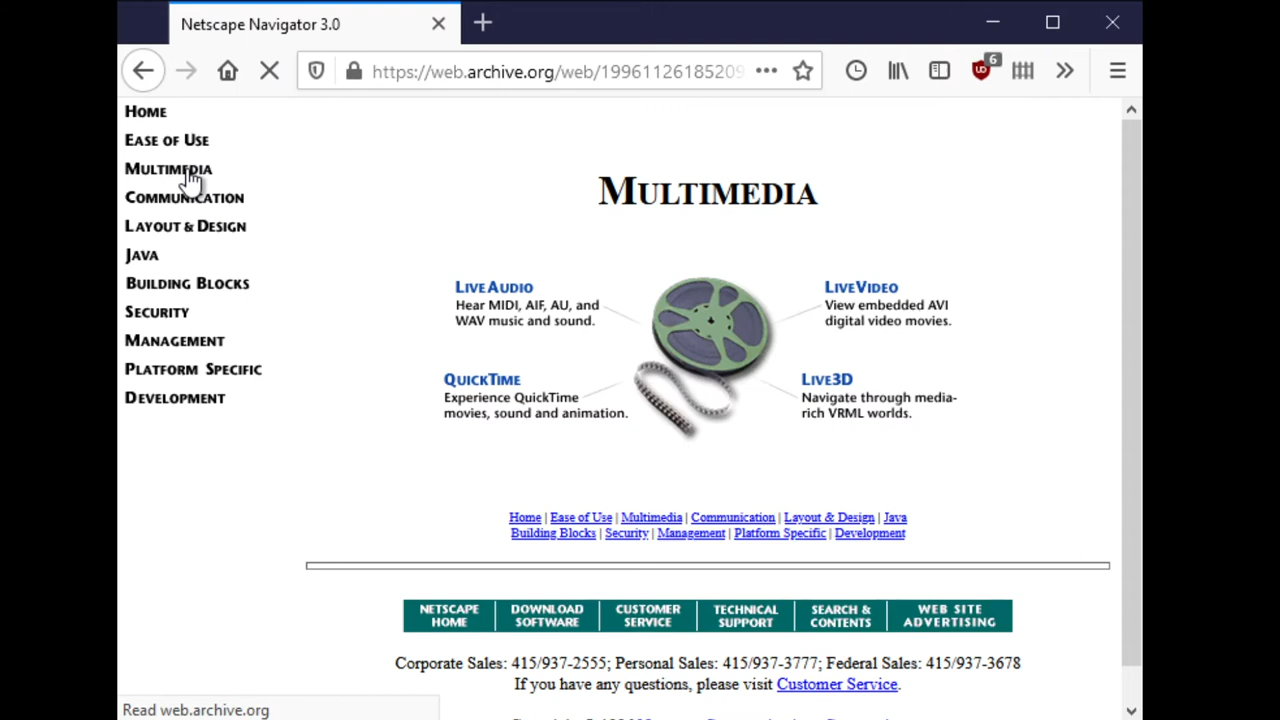 Netscape Navigator 3.0
https://web.archive.org/web/19961126185209
6
HOME
EASE OF USE
MULTIMEDIA
COMMUNICATION
LAYOUT & DESIGN
JAVA
BUILDING BLOCKS
SECURITY
MANAGEMENT
PLATFORM SPECIFIC
DEVELOPMENT
MULTIMEDIA
LIVEAUDIO
Hear MIDI, AIF, AU, and
WAV music and sound.
LIVEVIDEO
View embedded AVI
digital video movies.
QUICKTIME
Experience QuickTime
movies, sound and animation.
LIVE3D
Navigate through media-
rich VRML worlds.
Home | Ease of Use | Multimedia | Communication | Layout & Design | Java
Building Blocks | Security | Management | Platform Specific | Development
NETSCAPE HOME
DOWNLOAD SOFTWARE
CUSTOMER SERVICE
TECHNICAL SUPPORT
SEARCH & CONTENTS
WEB SITE ADVERTISING
Corporate Sales: 415/937-2555; Personal Sales: 415/937-3777; Federal Sales: 415/937-3678
If you have any questions, please visit Customer Service.
Read web.archive.org